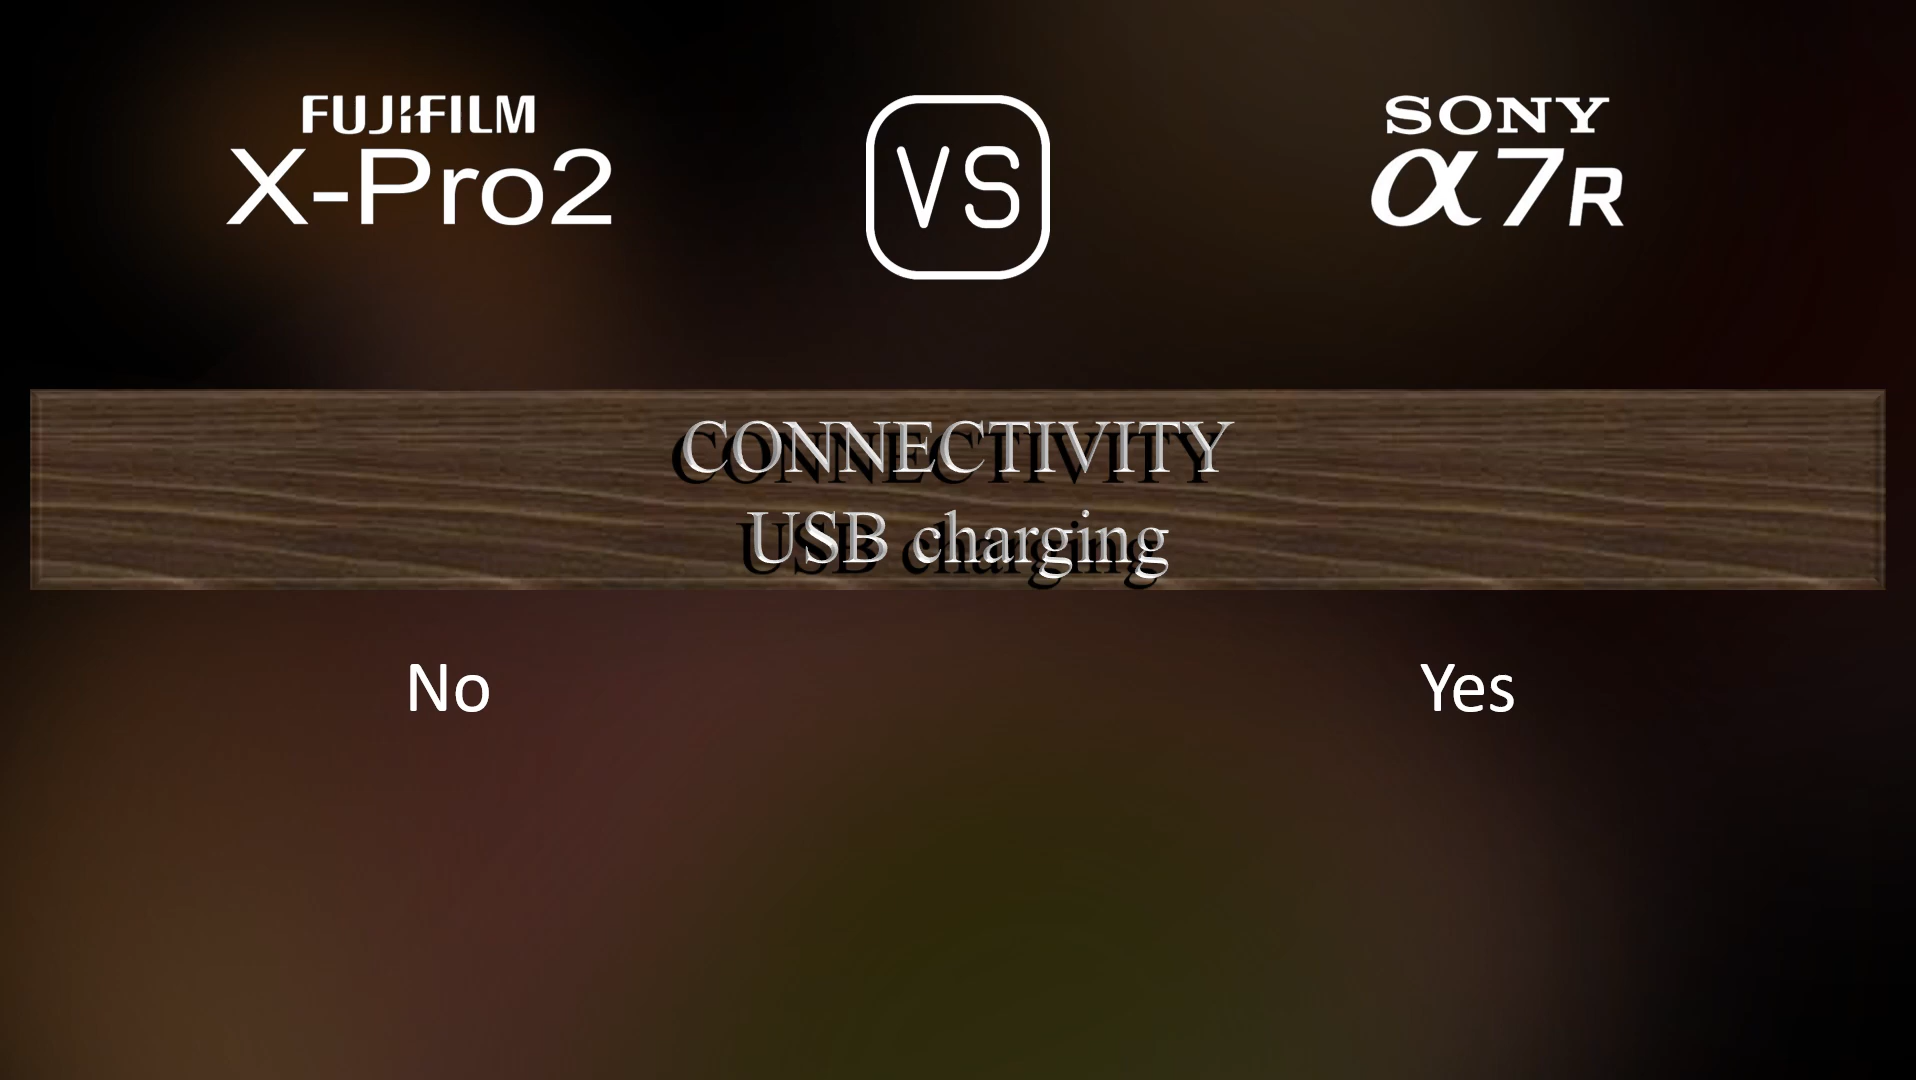 FUJIFILM
X-Pro2
VS
SONY
α7R
CONNECTIVITY
USB charging
No
Yes